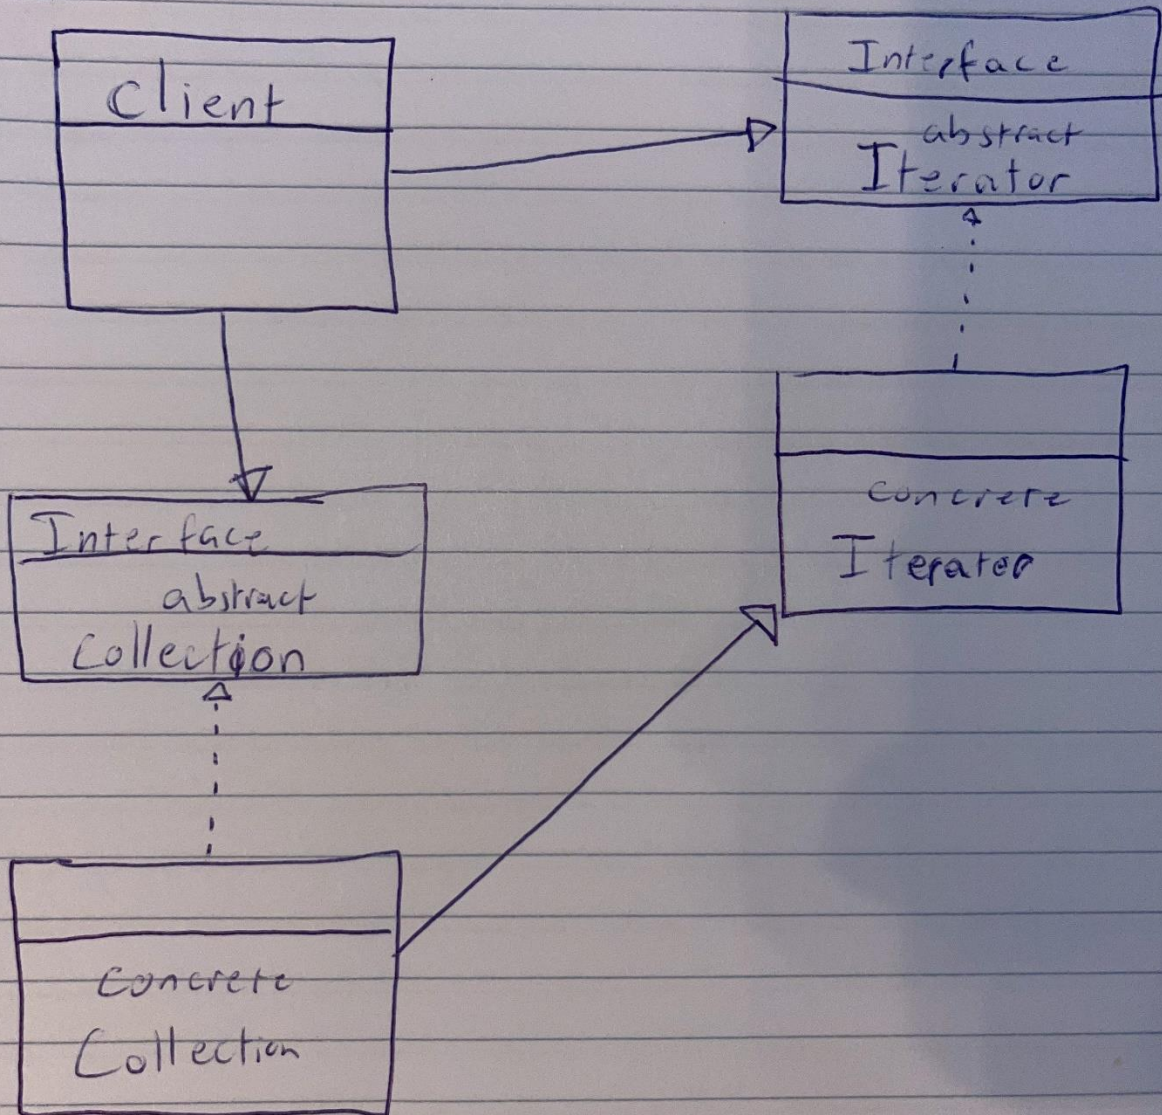 Client
Interface
abstract
Iterator
Interface
abstract
Collection
concrete
Iterator
Concrete
Collection